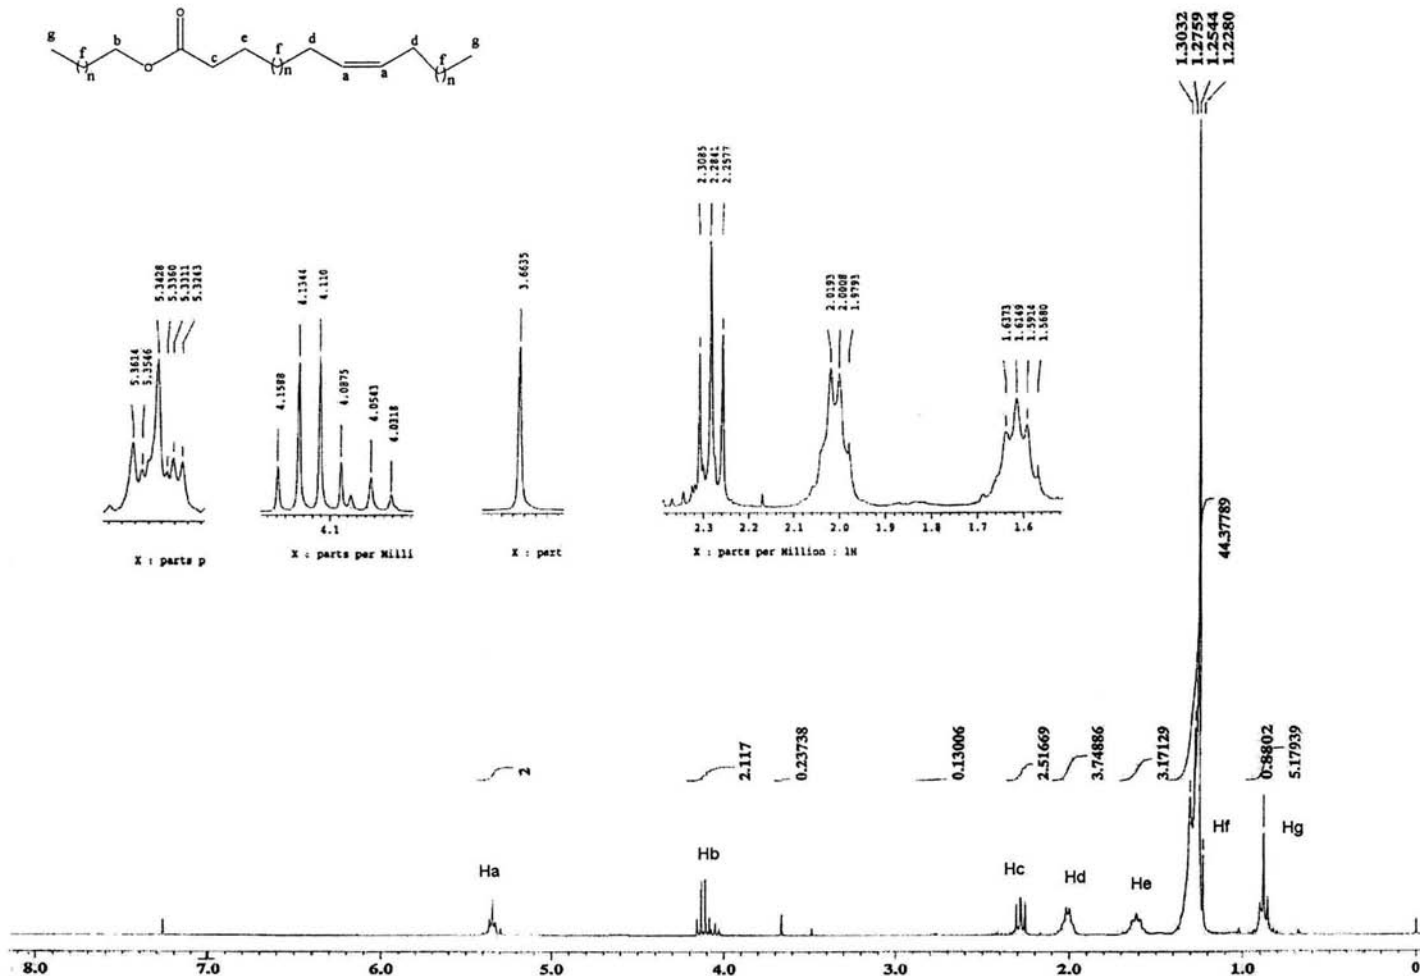 O
g f b c e f d a a d f g
n O n n
1.3032
1.2759
1.2544
1.2280
5.3614
5.3546
5.3428
5.3360
5.3311
5.3243
4.1588
4.1344
4.110
4.0875
4.0543
4.0318
3.6635
2.3085
2.2841
2.2577
2.0193
2.0008
1.9793
1.6373
1.6149
1.5914
1.5680
4.1
2.3 2.2 2.1 2.0 1.9 1.8 1.7 1.6
X : parts p
X : parts per Milli
X : part
X : parts per Million : 1H
44.37789
2
2.117
0.23738
0.13006
2.51669
3.74886
3.17129
0.8802
5.17939
Ha
Hb
Hc
Hd
He
Hf
Hg
8.0 7.0 6.0 5.0 4.0 3.0 2.0 1.0 0